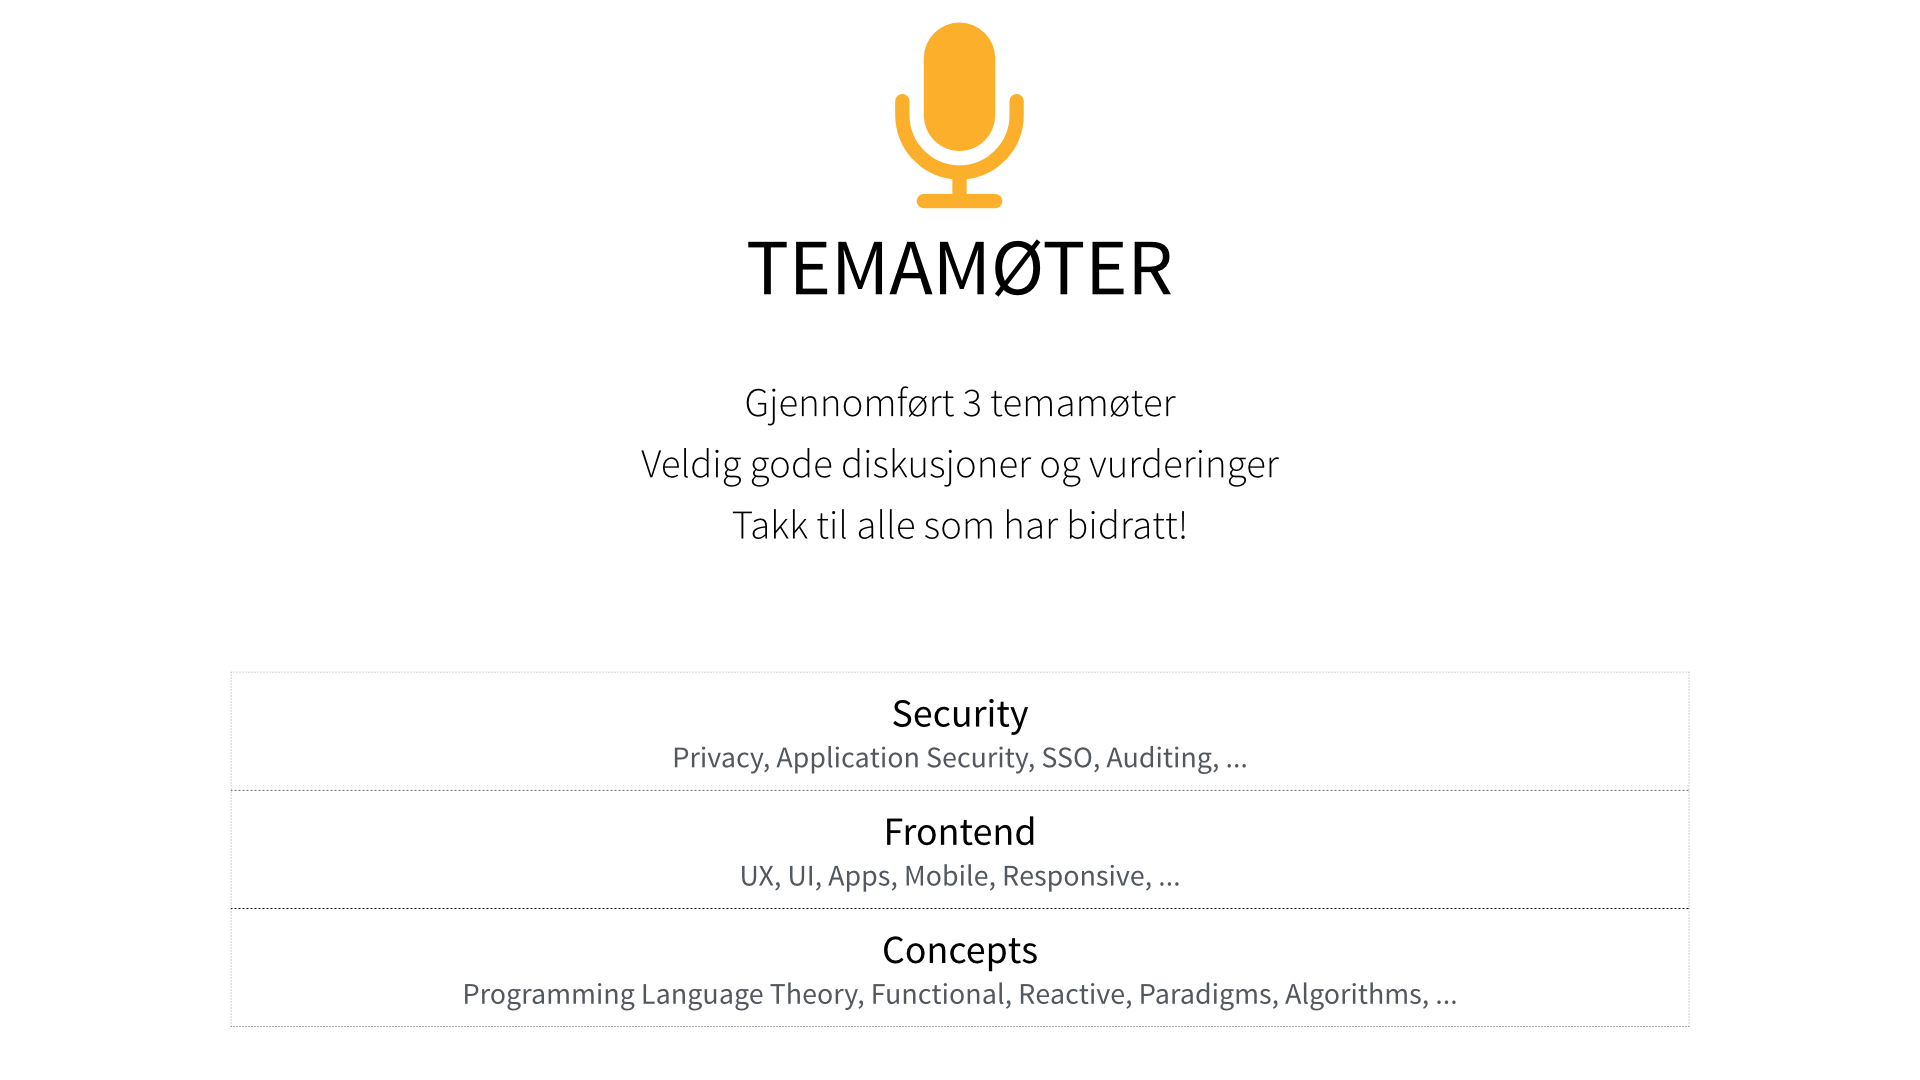 TEMAMØTER
Gjennomført 3 temamøter
Veldig gode diskusjoner og vurderinger
Takk til alle som har bidratt!
Security
Privacy, Application Security, SSO, Auditing, ...
Frontend
UX, UI, Apps, Mobile, Responsive, ...
Concepts
Programming Language Theory, Functional, Reactive, Paradigms, Algorithms, ...